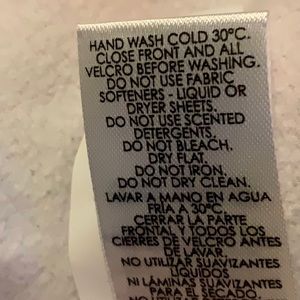 HAND WASH COLD 30°C.
CLOSE FRONT AND ALL
VELCRO BEFORE WASHING.
DO NOT USE FABRIC
SOFTENERS - LIQUID OR
DRYER SHEETS.
DO NOT USE SCENTED
DETERGENTS.
DO NOT BLEACH.
DRY FLAT.
DO NOT IRON.
DO NOT DRY CLEAN.
LAVAR A MANO EN AGUA
FRÍA A 30°C
CERRAR LA PARTE
FRONTAL Y TODOS LOS
CIERRES DE VELCRO ANTES
DE LAVAR.
NO UTILIZAR SUAVIZANTES
LÍQUIDOS
NI LÁMINAS SUAVIZANTES
PARA EL SECADO